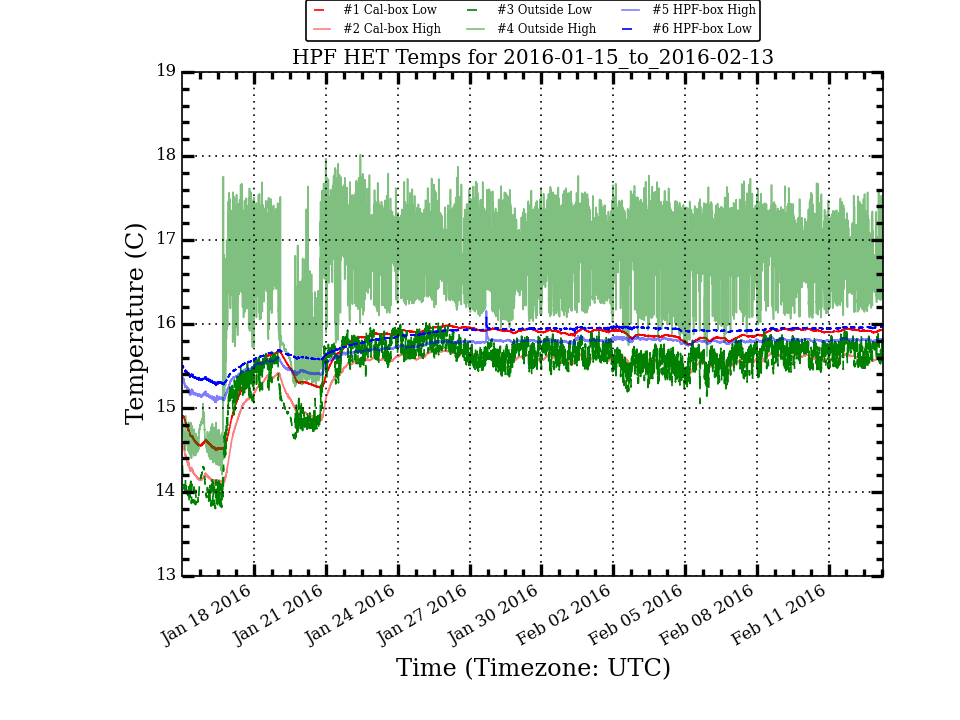 #1 Cal-box Low #3 Outside Low #5 HPF-box High
#2 Cal-box High #4 Outside High #6 HPF-box Low
HPF HET Temps for 2016-01-15_to_2016-02-13
19
18
17
16
15
14
13
Temperature (C)
Jan 18 2016 Jan 21 2016 Jan 24 2016 Jan 27 2016 Jan 30 2016 Feb 02 2016 Feb 05 2016 Feb 08 2016 Feb 11 2016
Time (Timezone: UTC)